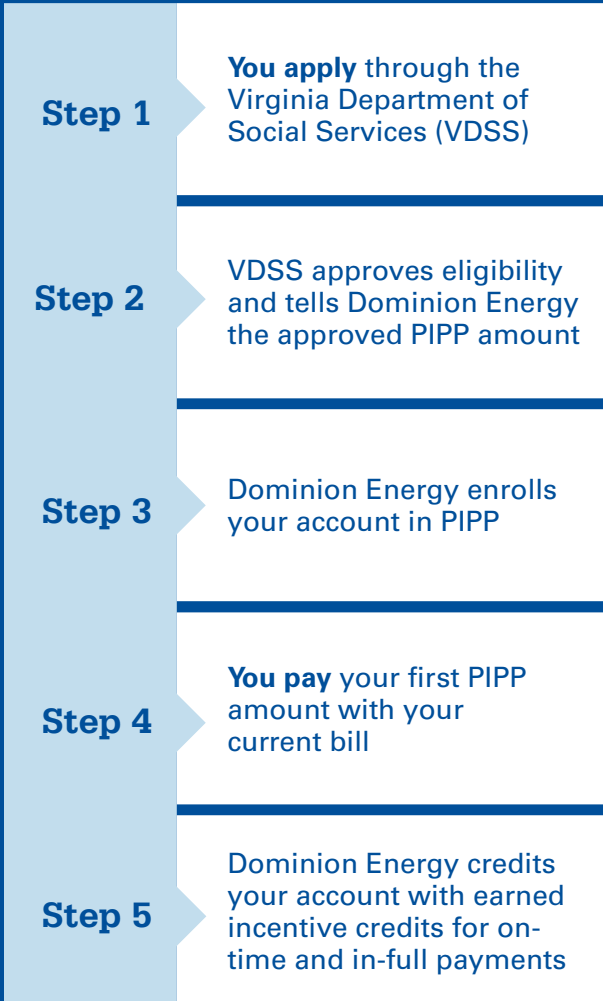 Step 1
You apply through the
Virginia Department of
Social Services (VDSS)
Step 2
VDSS approves eligibility
and tells Dominion Energy
the approved PIPP amount
Step 3
Dominion Energy enrolls
your account in PIPP
Step 4
You pay your first PIPP
amount with your
current bill
Step 5
Dominion Energy credits
your account with earned
incentive credits for on-
time and in-full payments